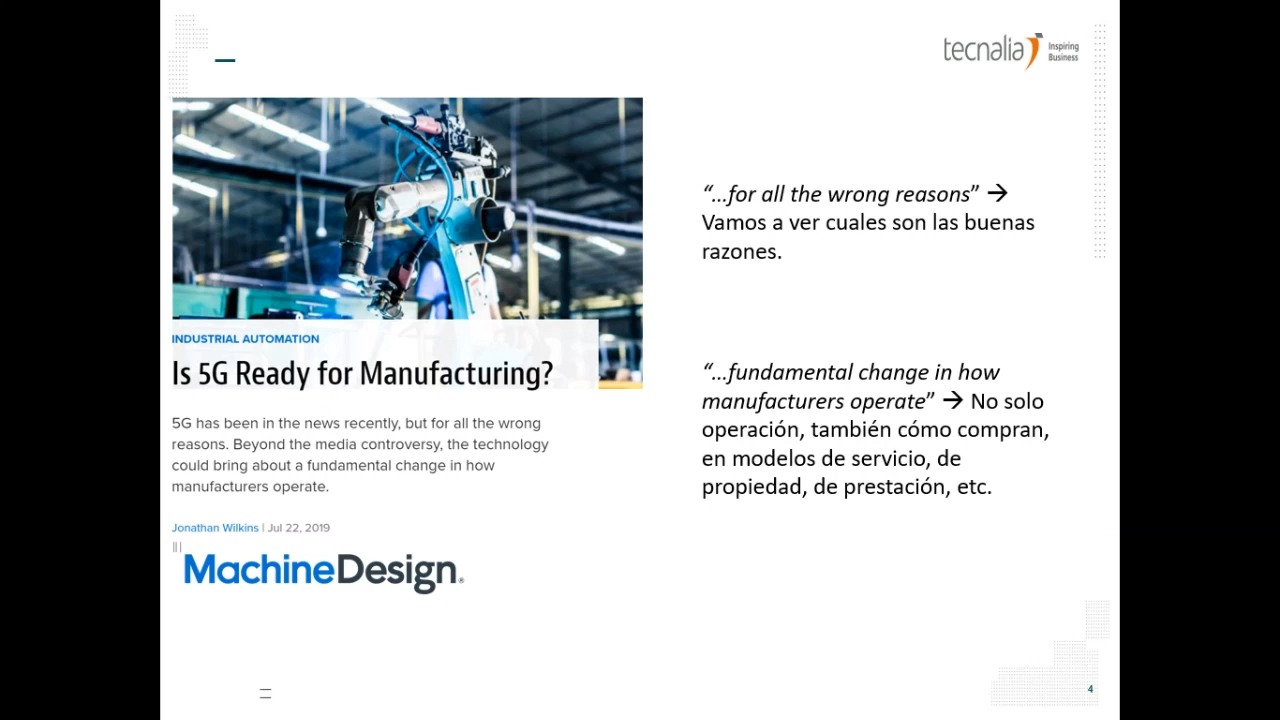 tecnalia Inspiring
Business
INDUSTRIAL AUTOMATION
Is 5G Ready for Manufacturing?
5G has been in the news recently, but for all the wrong
reasons. Beyond the media controversy, the technology
could bring about a fundamental change in how
manufacturers operate.
Jonathan Wilkins | Jul 22, 2019
MachineDesign®
“…for all the wrong reasons” →
Vamos a ver cuales son las buenas
razones.
“…fundamental change in how
manufacturers operate” → No solo
operación, también cómo compran,
en modelos de servicio, de
propiedad, de prestación, etc.
4